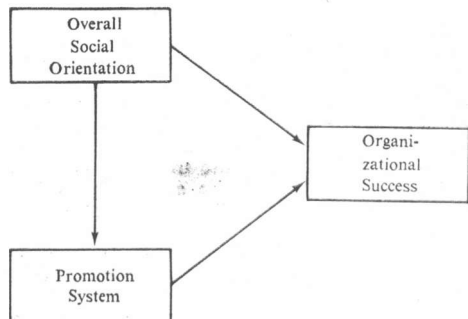 Overall
Social
Orientation
Organi-
zational
Success
Promotion
System